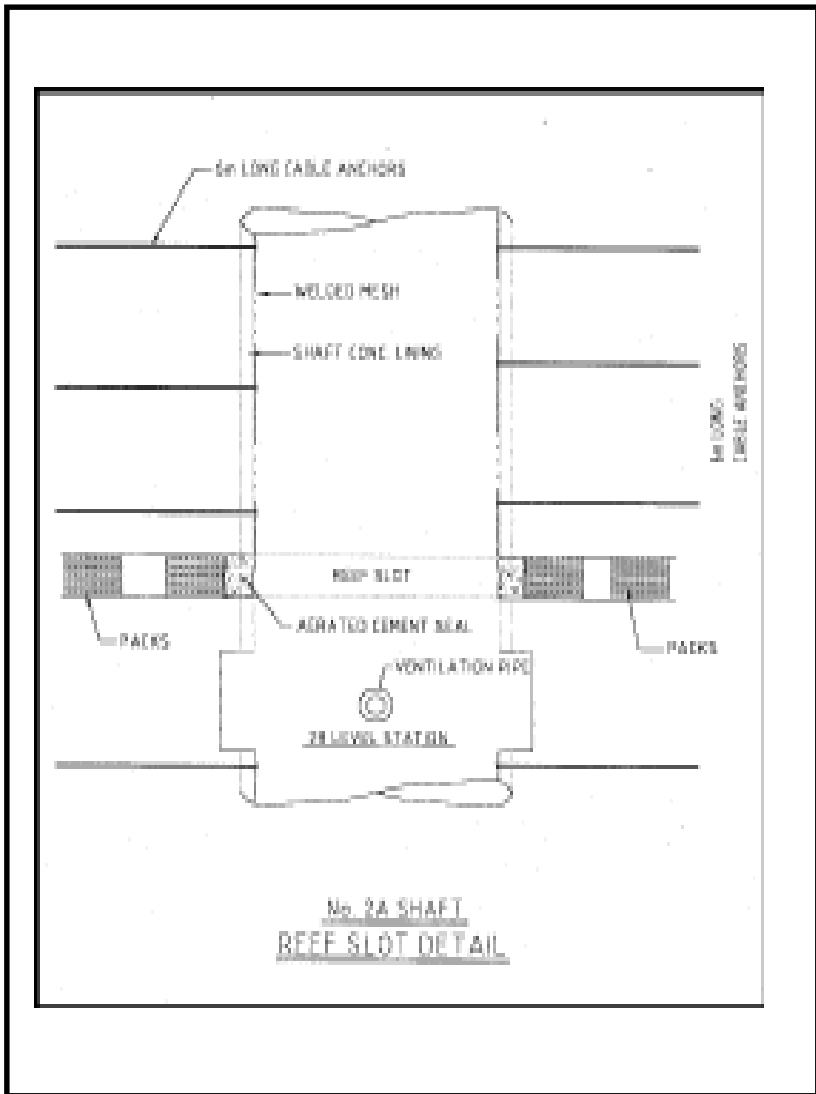 6m LONG CABLE ANCHORS
WELDED MESH
SHAFT CONC. LINING
6m LONG
CABLE ANCHORS
REEF SLOT
AERATED CEMENT SEAL
PACKS
PACKS
VENTILATION PIPE
LEVEL STATION
No. 2A SHAFT
REEF SLOT DETAIL